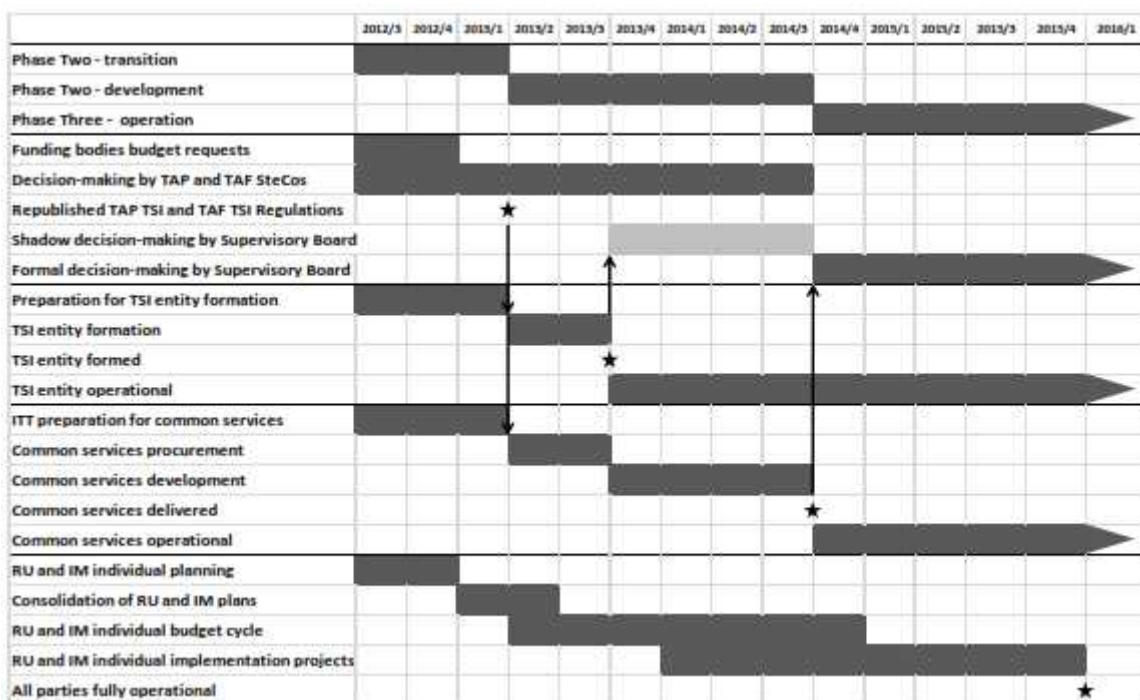 2012/3 2012/4 2013/1 2013/2 2013/3 2013/4 2014/1 2014/2 2014/3 2014/4 2015/1 2015/2 2015/3 2015/4 2016/1
Phase Two - transition
Phase Two - development
Phase Three - operation
Funding bodies budget requests
Decision-making by TAP and TAF SteCos
Republished TAP TSI and TAF TSI Regulations
Shadow decision-making by Supervisory Board
Formal decision-making by Supervisory Board
Preparation for TSI entity formation
TSI entity formation
TSI entity formed
TSI entity operational
ITT preparation for common services
Common services procurement
Common services development
Common services delivered
Common services operational
RU and IM individual planning
Consolidation of RU and IM plans
RU and IM individual budget cycle
RU and IM individual implementation projects
All parties fully operational